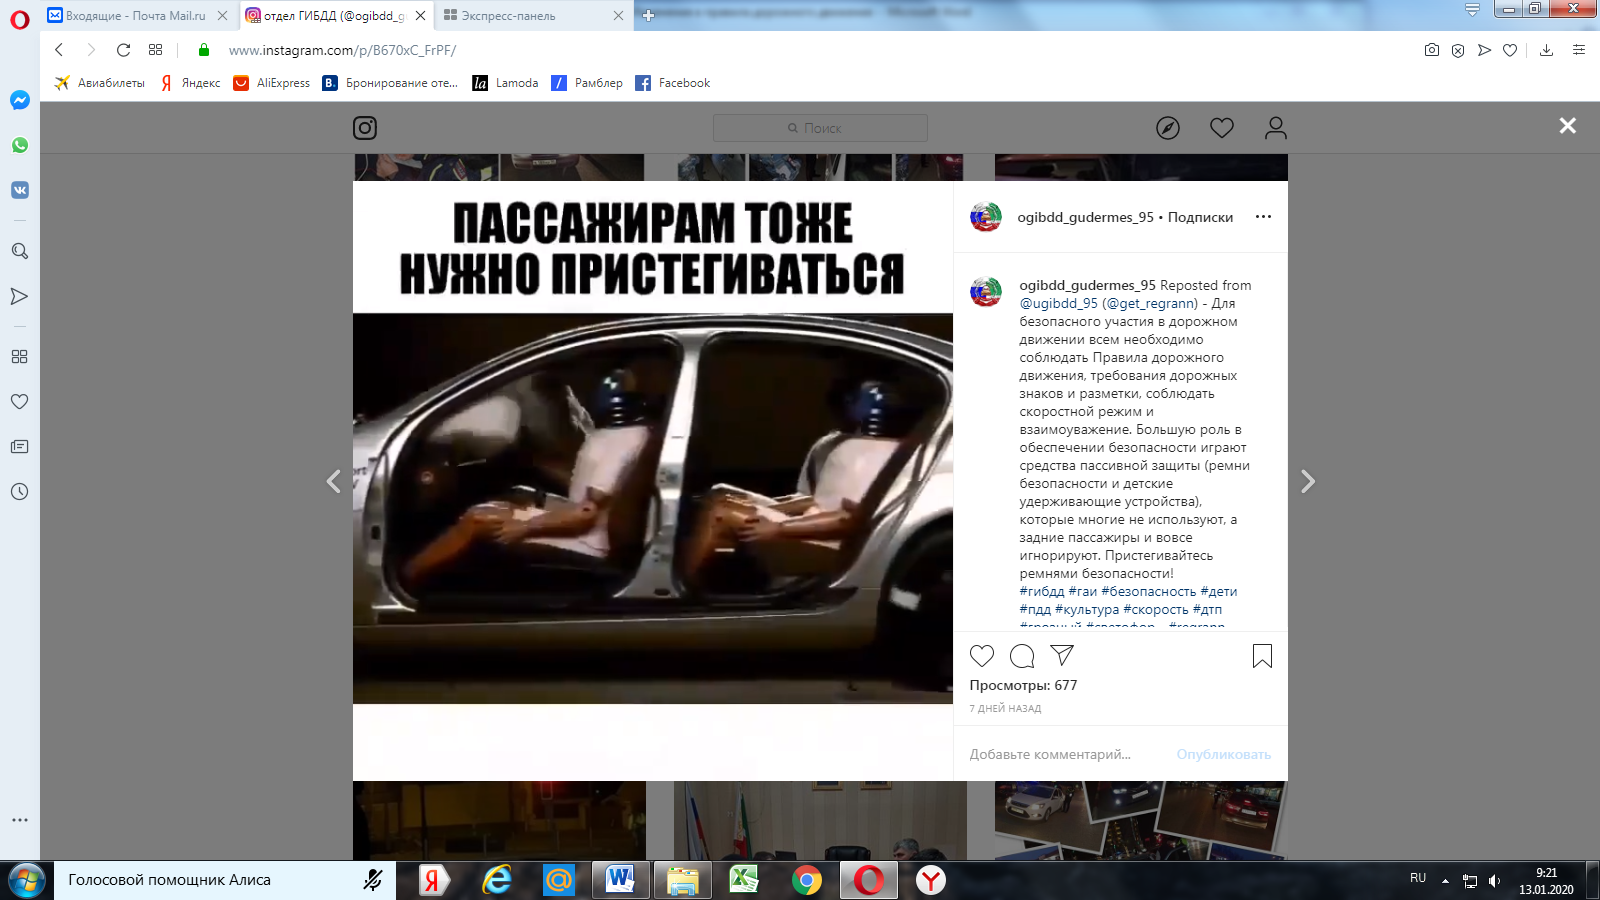 Входящие - Почта Mail.ru
отдел ГИБДД (@ogibdd_g
Экспресс-панель
www.instagram.com/p/B670xC_FrPF/
Авиабилеты
Яндекс
AliExpress
Бронирование оте...
Lamoda
Рамблер
Facebook
Поиск
ПАССАЖИРАМ ТОЖЕ
НУЖНО ПРИСТЕГИВАТЬСЯ
ogibdd_gudermes_95 • Подписки
ogibdd_gudermes_95 Reposted from
@ugibdd_95 (@get_regrann) - Для
безопасного участия в дорожном
движении всем необходимо
соблюдать Правила дорожного
движения, требования дорожных
знаков и разметки, соблюдать
скоростной режим и
взаимоуважение. Большую роль в
обеспечении безопасности играют
средства пассивной защиты (ремни
безопасности и детские
удерживающие устройства),
которые многие не используют, а
задние пассажиры и вовсе
игнорируют. Пристегивайтесь
ремнями безопасности!
#гибдд #гаи #безопасность #дети
#пдд #культура #скорость #дтп
#грозный #светофор - #regrann
Просмотры: 677
7 ДНЕЙ НАЗАД
Добавьте комментарий...
Опубликовать
Голосовой помощник Алиса
RU
9:21
13.01.2020